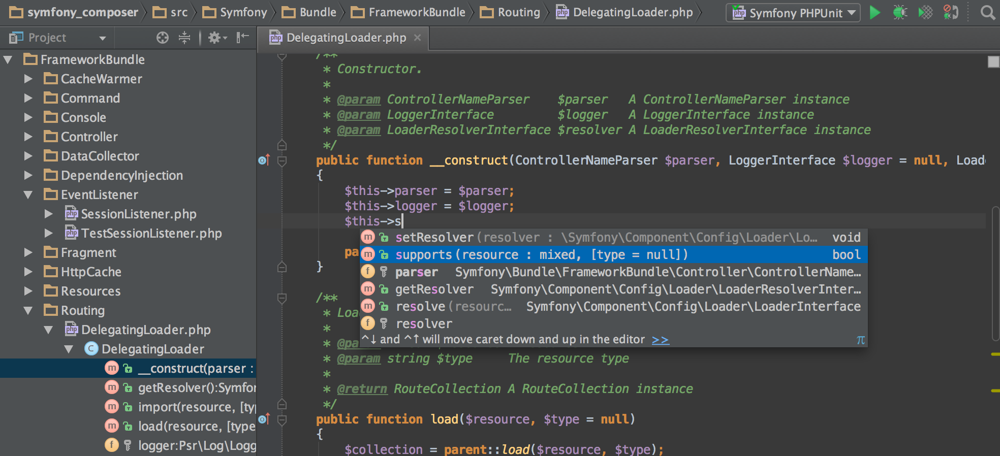 symfony_composer src Symfony Bundle FrameworkBundle Routing DelegatingLoader.php Symfony PHPUnit
Project
DelegatingLoader.php
FrameworkBundle
CacheWarmer
Command
Console
Controller
DataCollector
DependencyInjection
EventListener
SessionListener.php
TestSessionListener.php
Fragment
HttpCache
Resources
Routing
DelegatingLoader.php
DelegatingLoader
__construct(parser :
getResolver():Symfor
import(resource, [typ
load(resource, [type
logger:Psr\Log\Logg
/**
* Constructor.
*
* @param ControllerNameParser    $parser   A ControllerNameParser instance
* @param LoggerInterface         $logger   A LoggerInterface instance
* @param LoaderResolverInterface $resolver A LoaderResolverInterface instance
*/
public function __construct(ControllerNameParser $parser, LoggerInterface $logger = null, Load
{
$this->parser = $parser;
$this->logger = $logger;
$this->s
setResolver(resolver : \Symfony\Component\Config\Loader\Lo… void
supports(resource : mixed, [type = null]) bool
parser Symfony\Bundle\FrameworkBundle\Controller\ControllerName…
getResolver Symfony\Component\Config\Loader\LoaderResolverInter…
resolve(resourc… Symfony\Component\Config\Loader\LoaderInterface
resolver
^↓ and ^↑ will move caret down and up in the editor >> π
pa
}
/**
* Loa
*
* @pa
* @param string $type     The resource type
*
* @return RouteCollection A RouteCollection instance
*/
public function load($resource, $type = null)
{
$collection = parent::load($resource, $type);